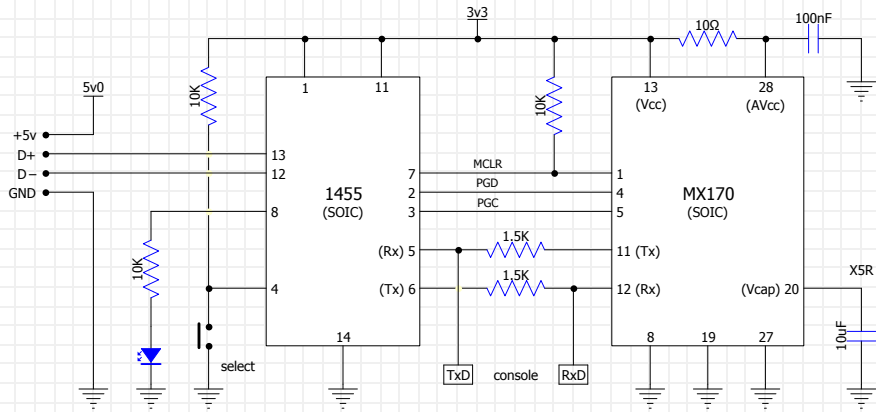 3v3
10Ω
100nF
5v0
10K
1
11
10K
13
(Vcc)
28
(AVcc)
+5v
D+
D−
GND
13
12
8
4
1455
(SOIC)
7
2
3
(Rx) 5
(Tx) 6
14
MCLR
PGD
PGC
1.5K
1.5K
1
4
5
11 (Tx)
12 (Rx)
MX170
(SOIC)
(Vcap) 20
8
19
27
X5R
10uF
10K
select
TxD
console
RxD